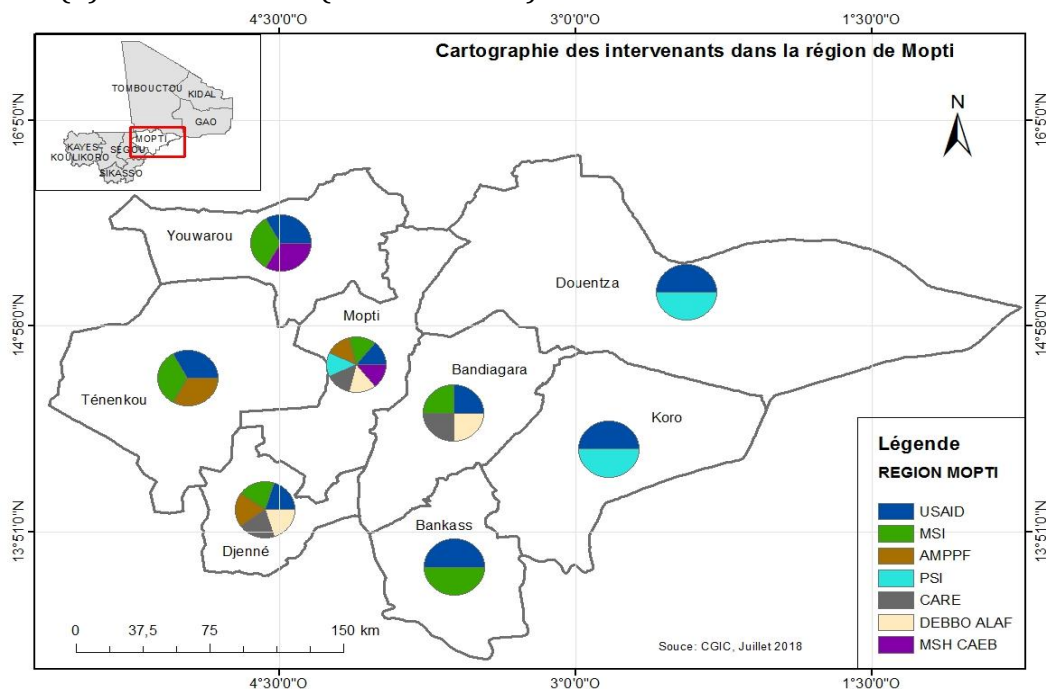 4°30'0"O 3°0'0"O 1°30'0"O
Cartographie des intervenants dans la région de Mopti
TOMBOUCTOU
KIDAL
GAO
MOPTI
KAYES
SEGOU
KOULIKORO
SIKASSO
N
16°5'0"N 16°5'0"N
Youwarou
Douentza
Mopti
14°58'0"N 14°58'0"N
Bandiagara
Ténenkou
Koro
Légende
REGION MOPTI
USAID
MSI
AMPPF
PSI
CARE
DEBBO ALAF
MSH CAEB
Bankass
13°51'0"N 13°51'0"N
Djenné
0 37,5 75 150 km
Souce: CGIC, Juillet 2018
4°30'0"O 3°0'0"O 1°30'0"O